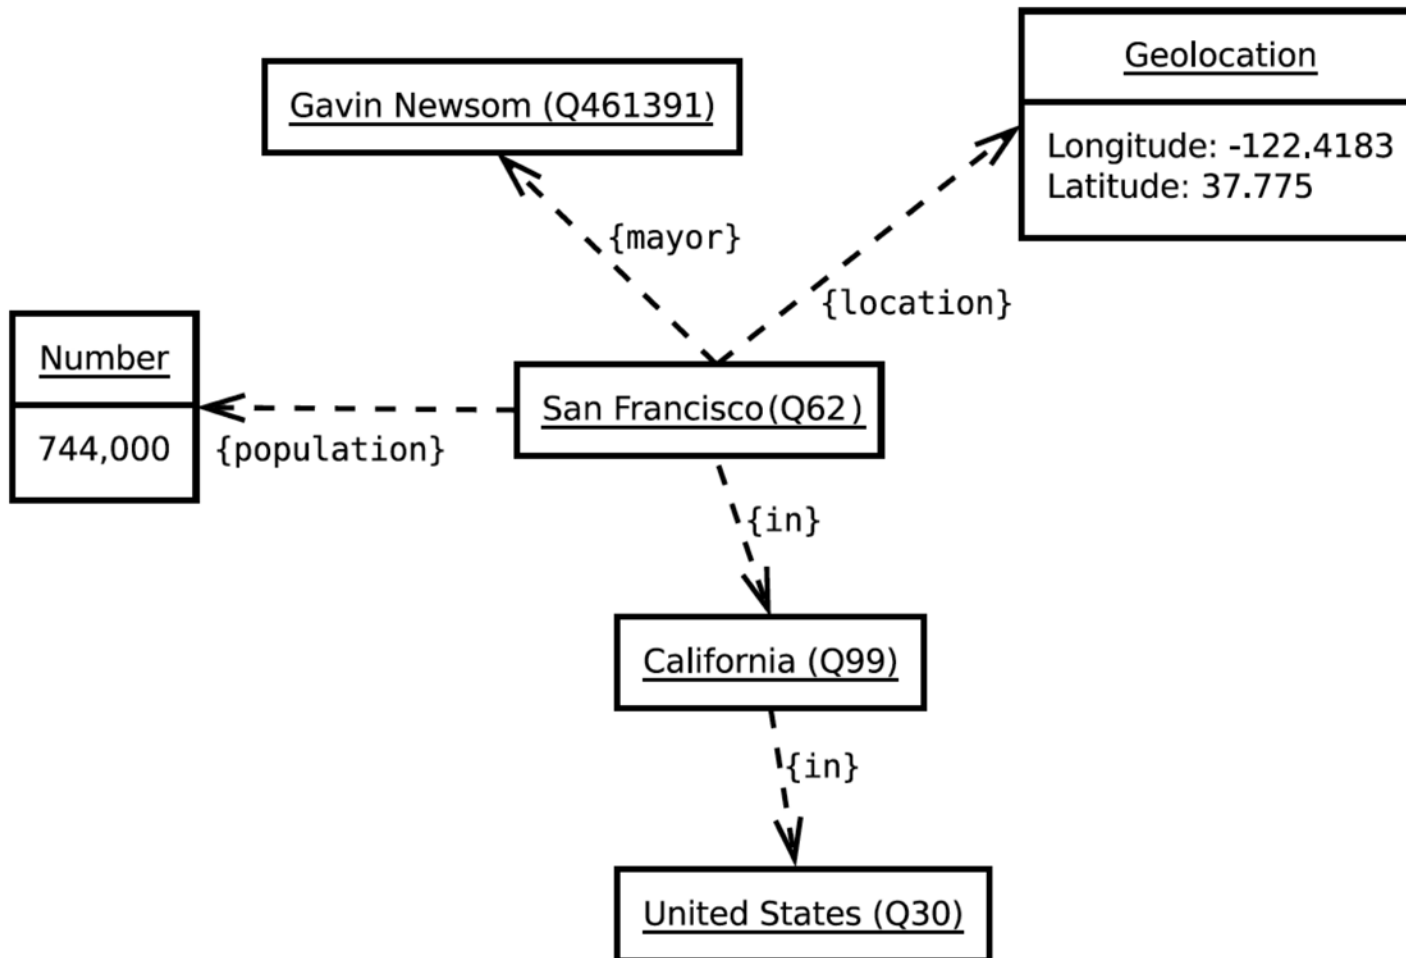 Gavin Newsom (Q461391)
Geolocation
Longitude: -122.4183
Latitude: 37.775
{mayor}
{location}
Number
744,000
{population}
San Francisco(Q62)
{in}
California (Q99)
{in}
United States (Q30)